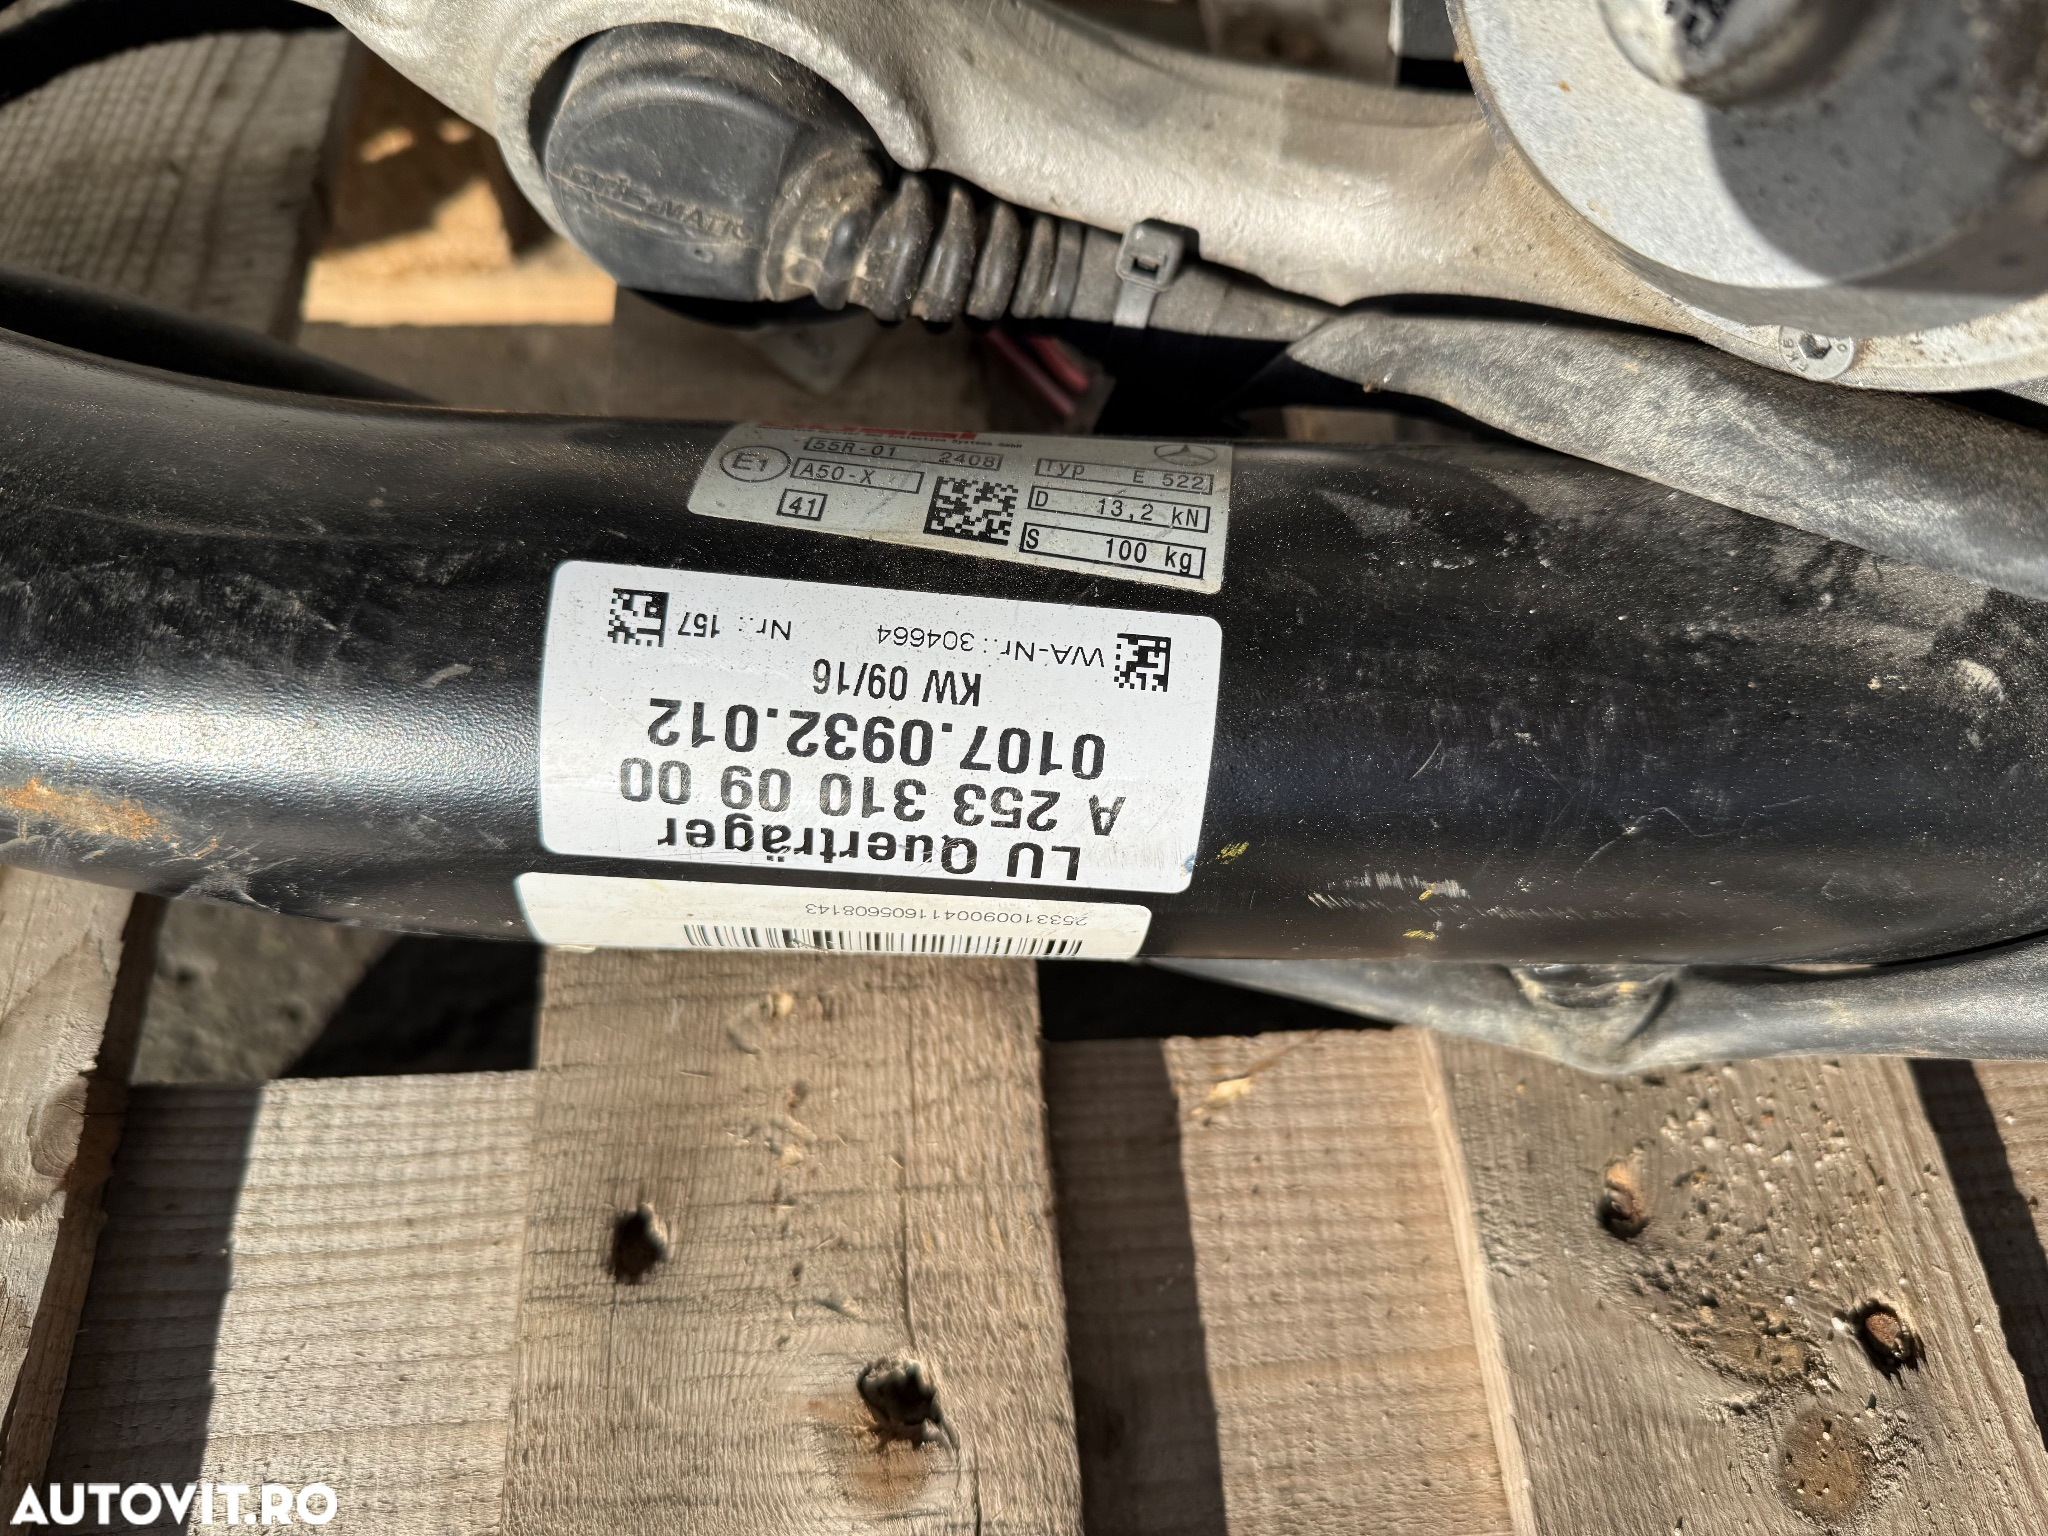 MATIC
55R-01 2408
E1
A50-X
41
Typ E 522
D 13,2 kN
S 100 kg
LU Querträger
A 253 310 09 00
0107.0932.012
KW 09/16
WA-Nr.: 304664 Nr.: 157
2533100900411605608143
AUTOVIT.RO